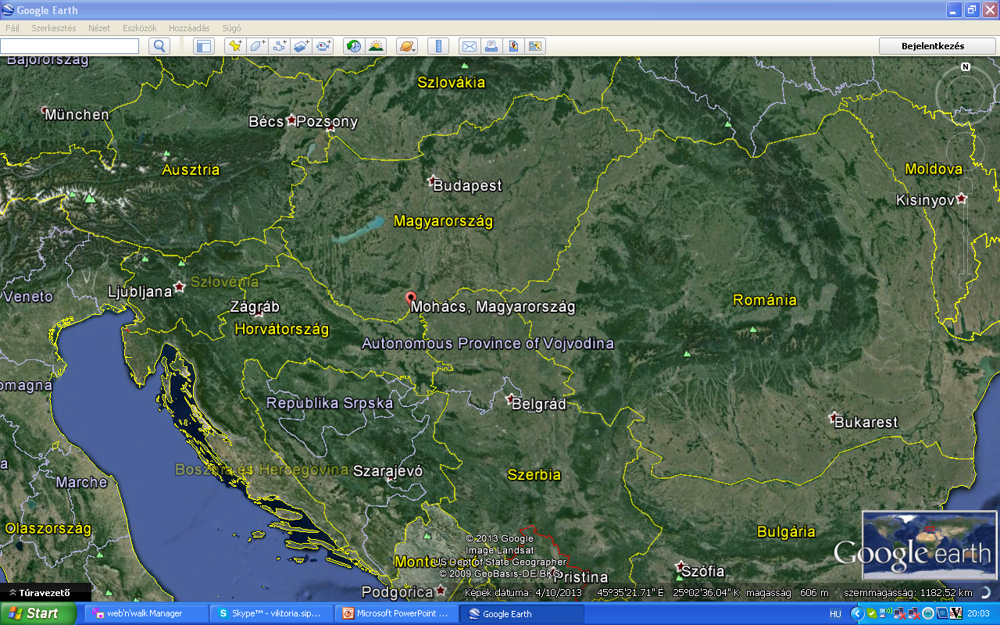 Google Earth
Fájl Szerkesztés Nézet Eszközök Hozzáadás Súgó
Bejelentkezés
Bajorország
Szlovákia
N
München
Bécs Pozsony
Ausztria
Moldova
Budapest
Kisinyov
Magyarország
Szlovénia
Ljubljana
Veneto
Zágráb
Mohács, Magyarország
Románia
Horvátország
Autonomous Province of Vojvodina
omagna
Republika Srpska
Belgrád
Bukarest
a
Bosznia és Hercegovina
Szarajevó
Szerbia
Marche
Olaszország
Bulgária
© 2013 Google
Image Landsat
US Dept of State Geographer
© 2009 GeoBasis-DE/BKG
Google earth
Szófia
Pristina
Podgorica
Túravezető
Képek dátuma: 4/10/2013 45°35'21.71" É 25°02'36.04" K magasság 606 m szemmagasság: 1182.52 km
Start
web'n'walk Manager
Skype™ - viktoria.sip...
Microsoft PowerPoint ...
Google Earth
HU
20:03